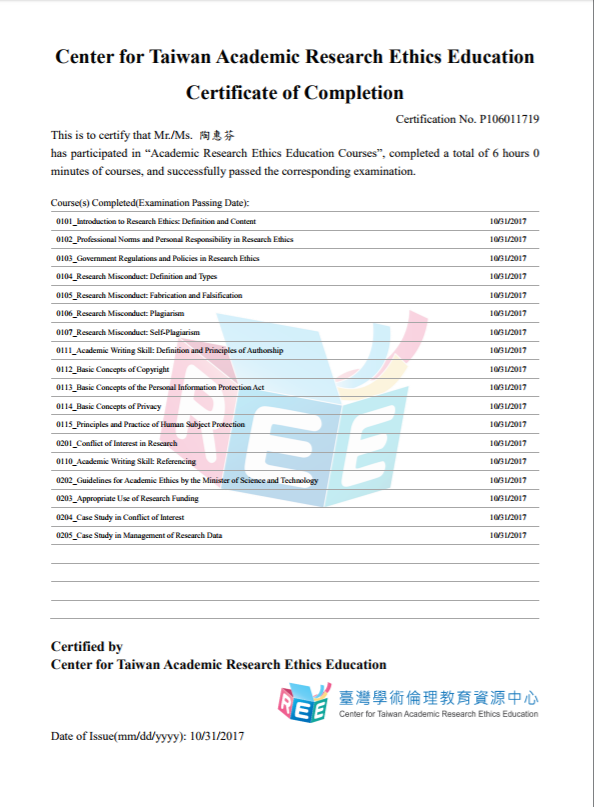 Center for Taiwan Academic Research Ethics Education
Certificate of Completion
Certification No. P106011719
This is to certify that Mr./Ms. 陶惠芬
has participated in “Academic Research Ethics Education Courses”, completed a total of 6 hours 0
minutes of courses, and successfully passed the corresponding examination.
Course(s) Completed(Examination Passing Date):
0101_Introduction to Research Ethics: Definition and Content 10/31/2017
0102_Professional Norms and Personal Responsibility in Research Ethics 10/31/2017
0103_Government Regulations and Policies in Research Ethics 10/31/2017
0104_Research Misconduct: Definition and Types 10/31/2017
0105_Research Misconduct: Fabrication and Falsification 10/31/2017
0106_Research Misconduct: Plagiarism 10/31/2017
0107_Research Misconduct: Self-Plagiarism 10/31/2017
0111_Academic Writing Skill: Definition and Principles of Authorship 10/31/2017
0112_Basic Concepts of Copyright 10/31/2017
0113_Basic Concepts of the Personal Information Protection Act 10/31/2017
0114_Basic Concepts of Privacy 10/31/2017
0115_Principles and Practice of Human Subject Protection 10/31/2017
0201_Conflict of Interest in Research 10/31/2017
0110_Academic Writing Skill: Referencing 10/31/2017
0202_Guidelines for Academic Ethics by the Minister of Science and Technology 10/31/2017
0203_Appropriate Use of Research Funding 10/31/2017
0204_Case Study in Conflict of Interest 10/31/2017
0205_Case Study in Management of Research Data 10/31/2017
REE
Certified by
Center for Taiwan Academic Research Ethics Education
REE
臺灣學術倫理教育資源中心
Center for Taiwan Academic Research Ethics Education
Date of Issue(mm/dd/yyyy): 10/31/2017